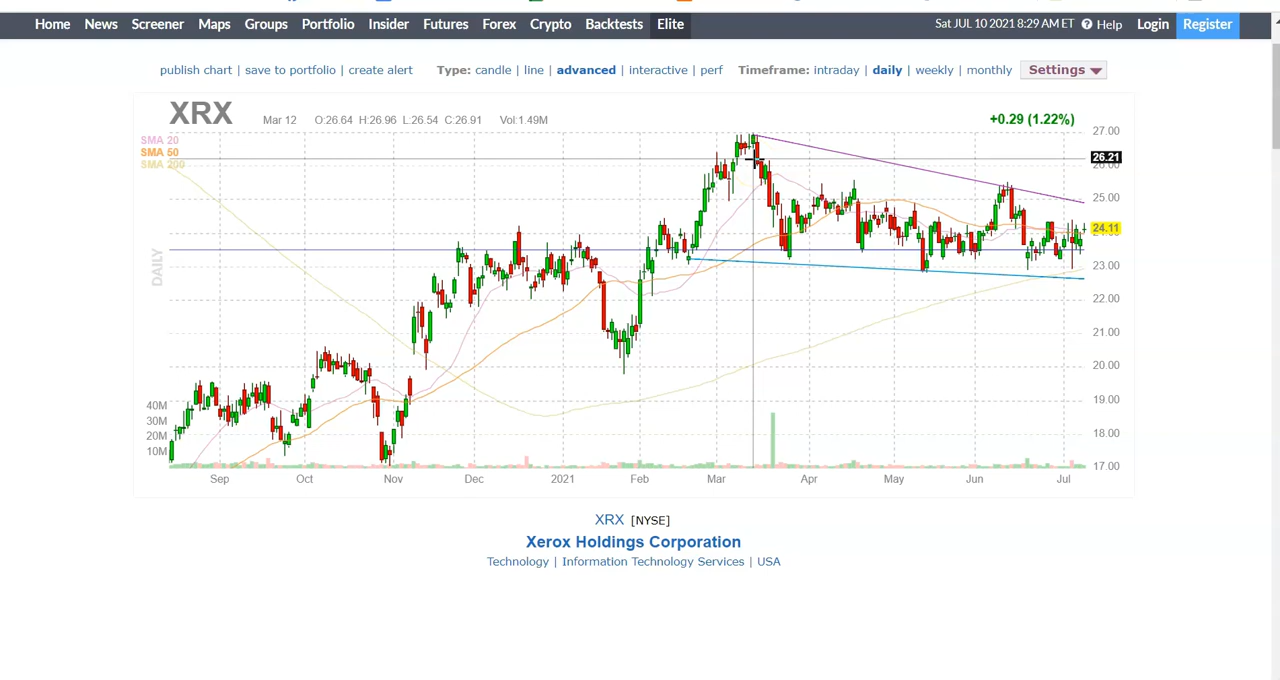 Home News Screener Maps Groups Portfolio Insider Futures Forex Crypto Backtests Elite Sat JUL 10 2021 8:29 AM ET ? Help Login Register
publish chart | save to portfolio | create alert Type: candle | line | advanced | interactive | perf Timeframe: intraday | daily | weekly | monthly Settings
XRX Mar 12 O:26.64 H:26.96 L:26.54 C:26.91 Vol:1.49M +0.29 (1.22%)
SMA 20
SMA 50
SMA 200
DAILY
27.00
26.21
26.00
25.00
24.11
23.00
22.00
21.00
20.00
19.00
18.00
17.00
40M
30M
20M
10M
Sep Oct Nov Dec 2021 Feb Mar Apr May Jun Jul
XRX [NYSE]
Xerox Holdings Corporation
Technology | Information Technology Services | USA